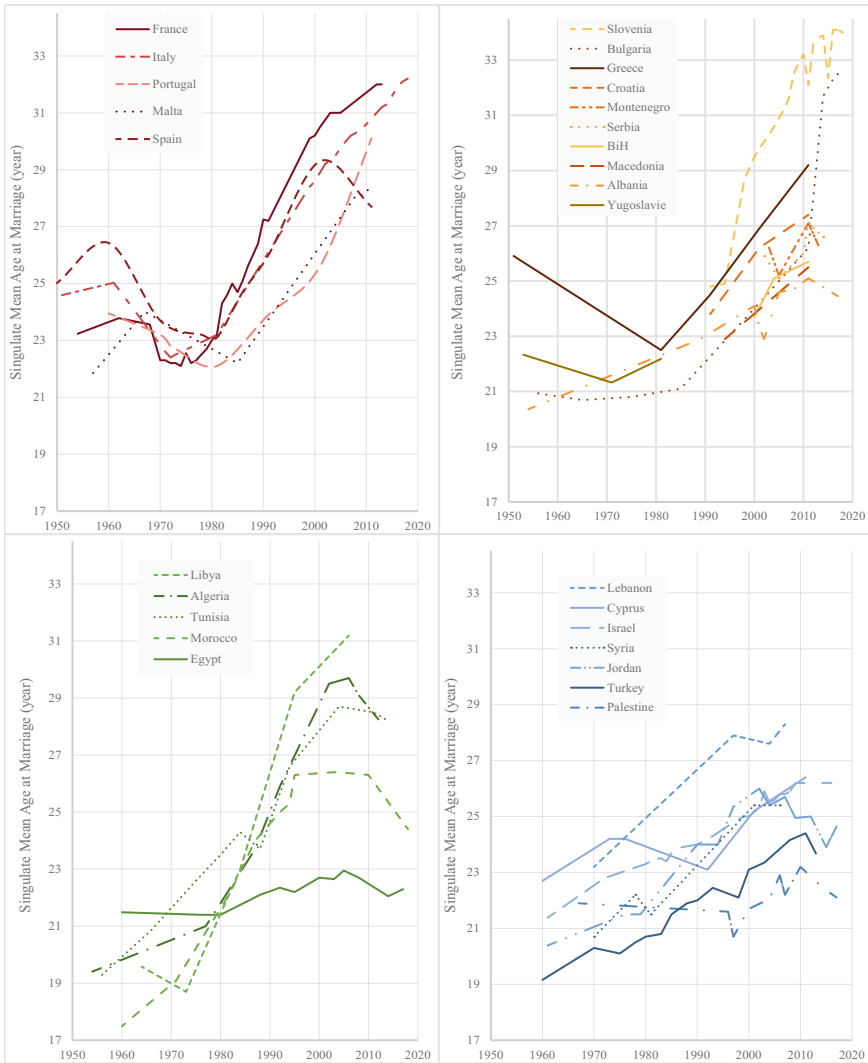 Singulate Mean Age at Marriage (year)
33
31
29
27
25
23
21
19
17
1950 1960 1970 1980 1990 2000 2010 2020
France
Italy
Portugal
Malta
Spain
Singulate Mean Age at Marriage (year)
33
31
29
27
25
23
21
19
17
1950 1960 1970 1980 1990 2000 2010 2020
Slovenia
Bulgaria
Greece
Croatia
Montenegro
Serbia
BiH
Macedonia
Albania
Yugoslavie
Singulate Mean Age at Marriage (year)
33
31
29
27
25
23
21
19
17
1950 1960 1970 1980 1990 2000 2010 2020
Libya
Algeria
Tunisia
Morocco
Egypt
Singulate Mean Age at Marriage (year)
33
31
29
27
25
23
21
19
17
1950 1960 1970 1980 1990 2000 2010 2020
Lebanon
Cyprus
Israel
Syria
Jordan
Turkey
Palestine